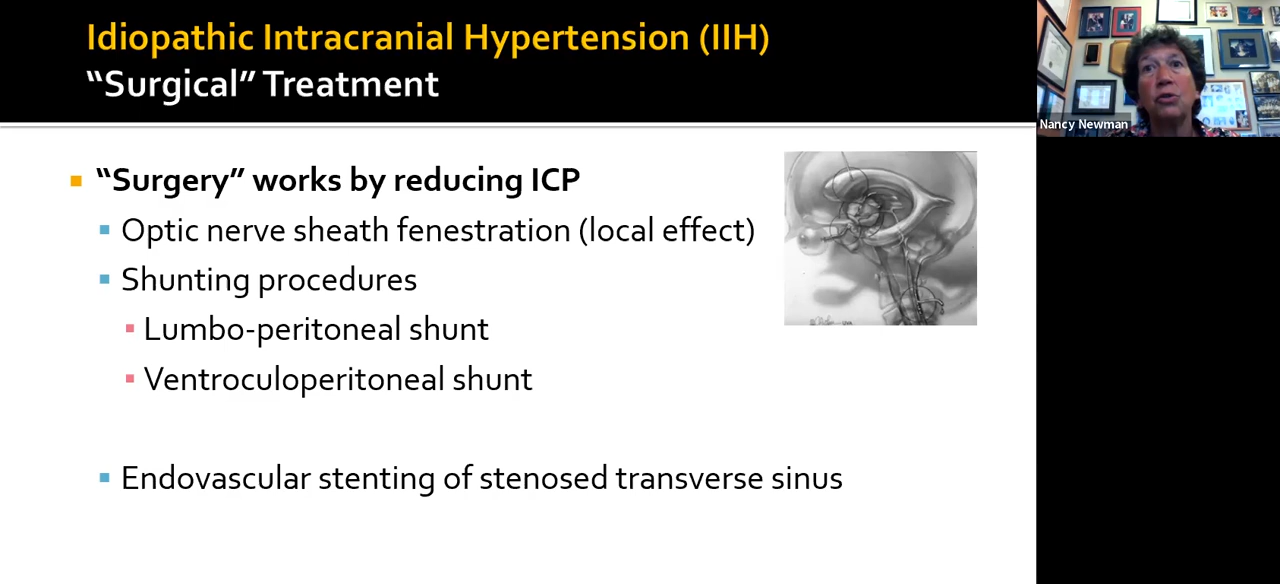 Idiopathic Intracranial Hypertension (IIH)
“Surgical” Treatment
Nancy Newman
“Surgery” works by reducing ICP
Optic nerve sheath fenestration (local effect)
Shunting procedures
Lumbo-peritoneal shunt
Ventroculoperitoneal shunt
Endovascular stenting of stenosed transverse sinus